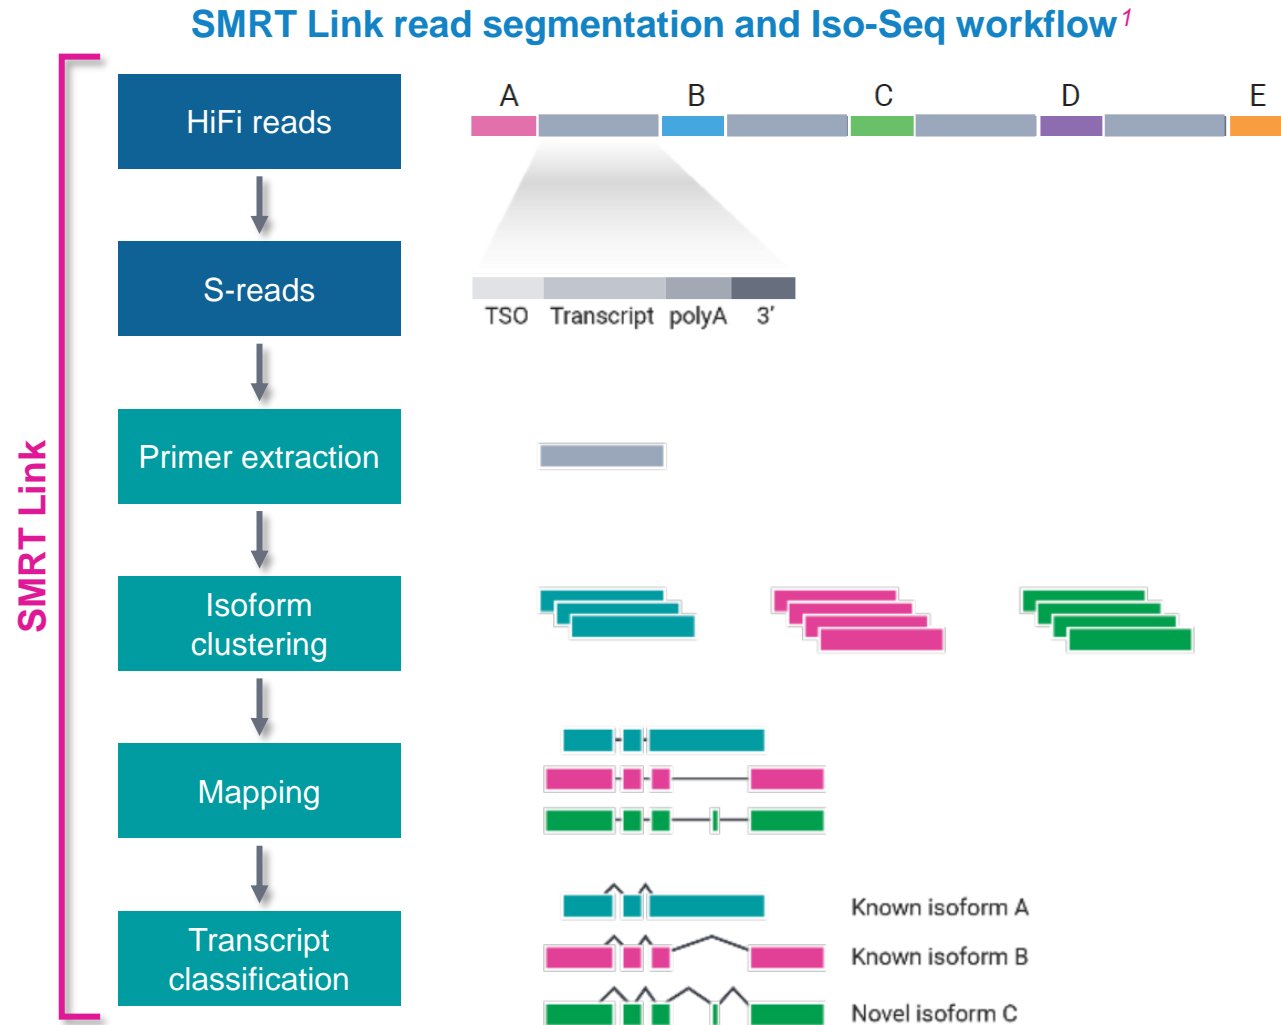 SMRT Link read segmentation and Iso-Seq workflow1
HiFi reads
A B C D E
S-reads
TSO Transcript polyA 3′
Primer extraction
SMRT Link
Isoform
clustering
Mapping
Transcript
classification
Known isoform A
Known isoform B
Novel isoform C